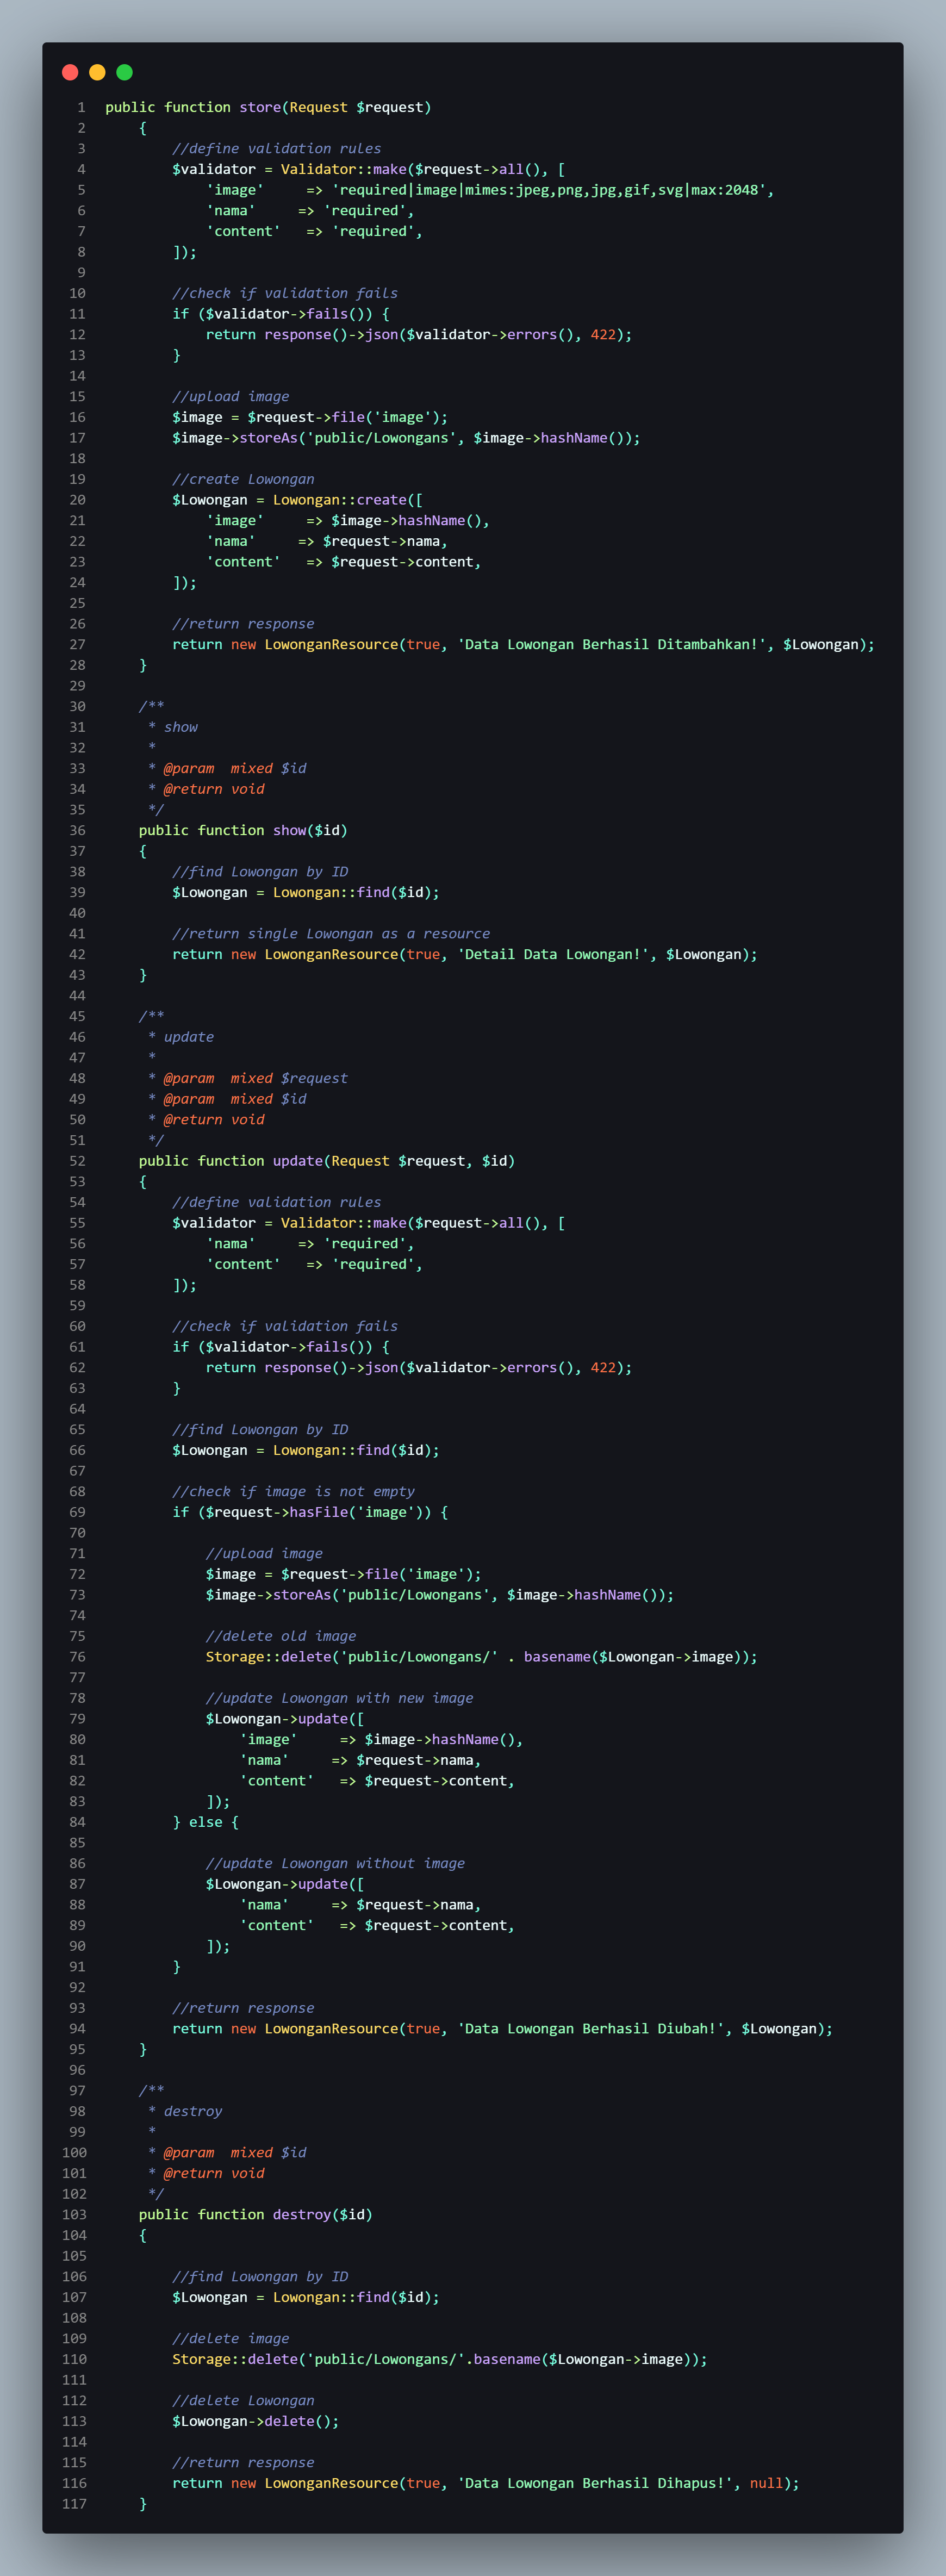 1 public function store(Request $request)
2     {
3         //define validation rules
4         $validator = Validator::make($request->all(), [
5             'image'     => 'required|image|mimes:jpeg,png,jpg,gif,svg|max:2048',
6             'nama'     => 'required',
7             'content'   => 'required',
8         ]);
9
10         //check if validation fails
11         if ($validator->fails()) {
12             return response()->json($validator->errors(), 422);
13         }
14
15         //upload image
16         $image = $request->file('image');
17         $image->storeAs('public/Lowongans', $image->hashName());
18
19         //create Lowongan
20         $Lowongan = Lowongan::create([
21             'image'     => $image->hashName(),
22             'nama'     => $request->nama,
23             'content'   => $request->content,
24         ]);
25
26         //return response
27         return new LowonganResource(true, 'Data Lowongan Berhasil Ditambahkan!', $Lowongan);
28     }
29
30     /**
31      * show
32      *
33      * @param  mixed $id
34      * @return void
35      */
36     public function show($id)
37     {
38         //find Lowongan by ID
39         $Lowongan = Lowongan::find($id);
40
41         //return single Lowongan as a resource
42         return new LowonganResource(true, 'Detail Data Lowongan!', $Lowongan);
43     }
44
45     /**
46      * update
47      *
48      * @param  mixed $request
49      * @param  mixed $id
50      * @return void
51      */
52     public function update(Request $request, $id)
53     {
54         //define validation rules
55         $validator = Validator::make($request->all(), [
56             'nama'     => 'required',
57             'content'   => 'required',
58         ]);
59
60         //check if validation fails
61         if ($validator->fails()) {
62             return response()->json($validator->errors(), 422);
63         }
64
65         //find Lowongan by ID
66         $Lowongan = Lowongan::find($id);
67
68         //check if image is not empty
69         if ($request->hasFile('image')) {
70
71             //upload image
72             $image = $request->file('image');
73             $image->storeAs('public/Lowongans', $image->hashName());
74
75             //delete old image
76             Storage::delete('public/Lowongans/' . basename($Lowongan->image));
77
78             //update Lowongan with new image
79             $Lowongan->update([
80                 'image'     => $image->hashName(),
81                 'nama'     => $request->nama,
82                 'content'   => $request->content,
83             ]);
84         } else {
85
86             //update Lowongan without image
87             $Lowongan->update([
88                 'nama'     => $request->nama,
89                 'content'   => $request->content,
90             ]);
91         }
92
93         //return response
94         return new LowonganResource(true, 'Data Lowongan Berhasil Diubah!', $Lowongan);
95     }
96
97     /**
98      * destroy
99      *
100      * @param  mixed $id
101      * @return void
102      */
103     public function destroy($id)
104     {
105
106         //find Lowongan by ID
107         $Lowongan = Lowongan::find($id);
108
109         //delete image
110         Storage::delete('public/Lowongans/'.basename($Lowongan->image));
111
112         //delete Lowongan
113         $Lowongan->delete();
114
115         //return response
116         return new LowonganResource(true, 'Data Lowongan Berhasil Dihapus!', null);
117     }